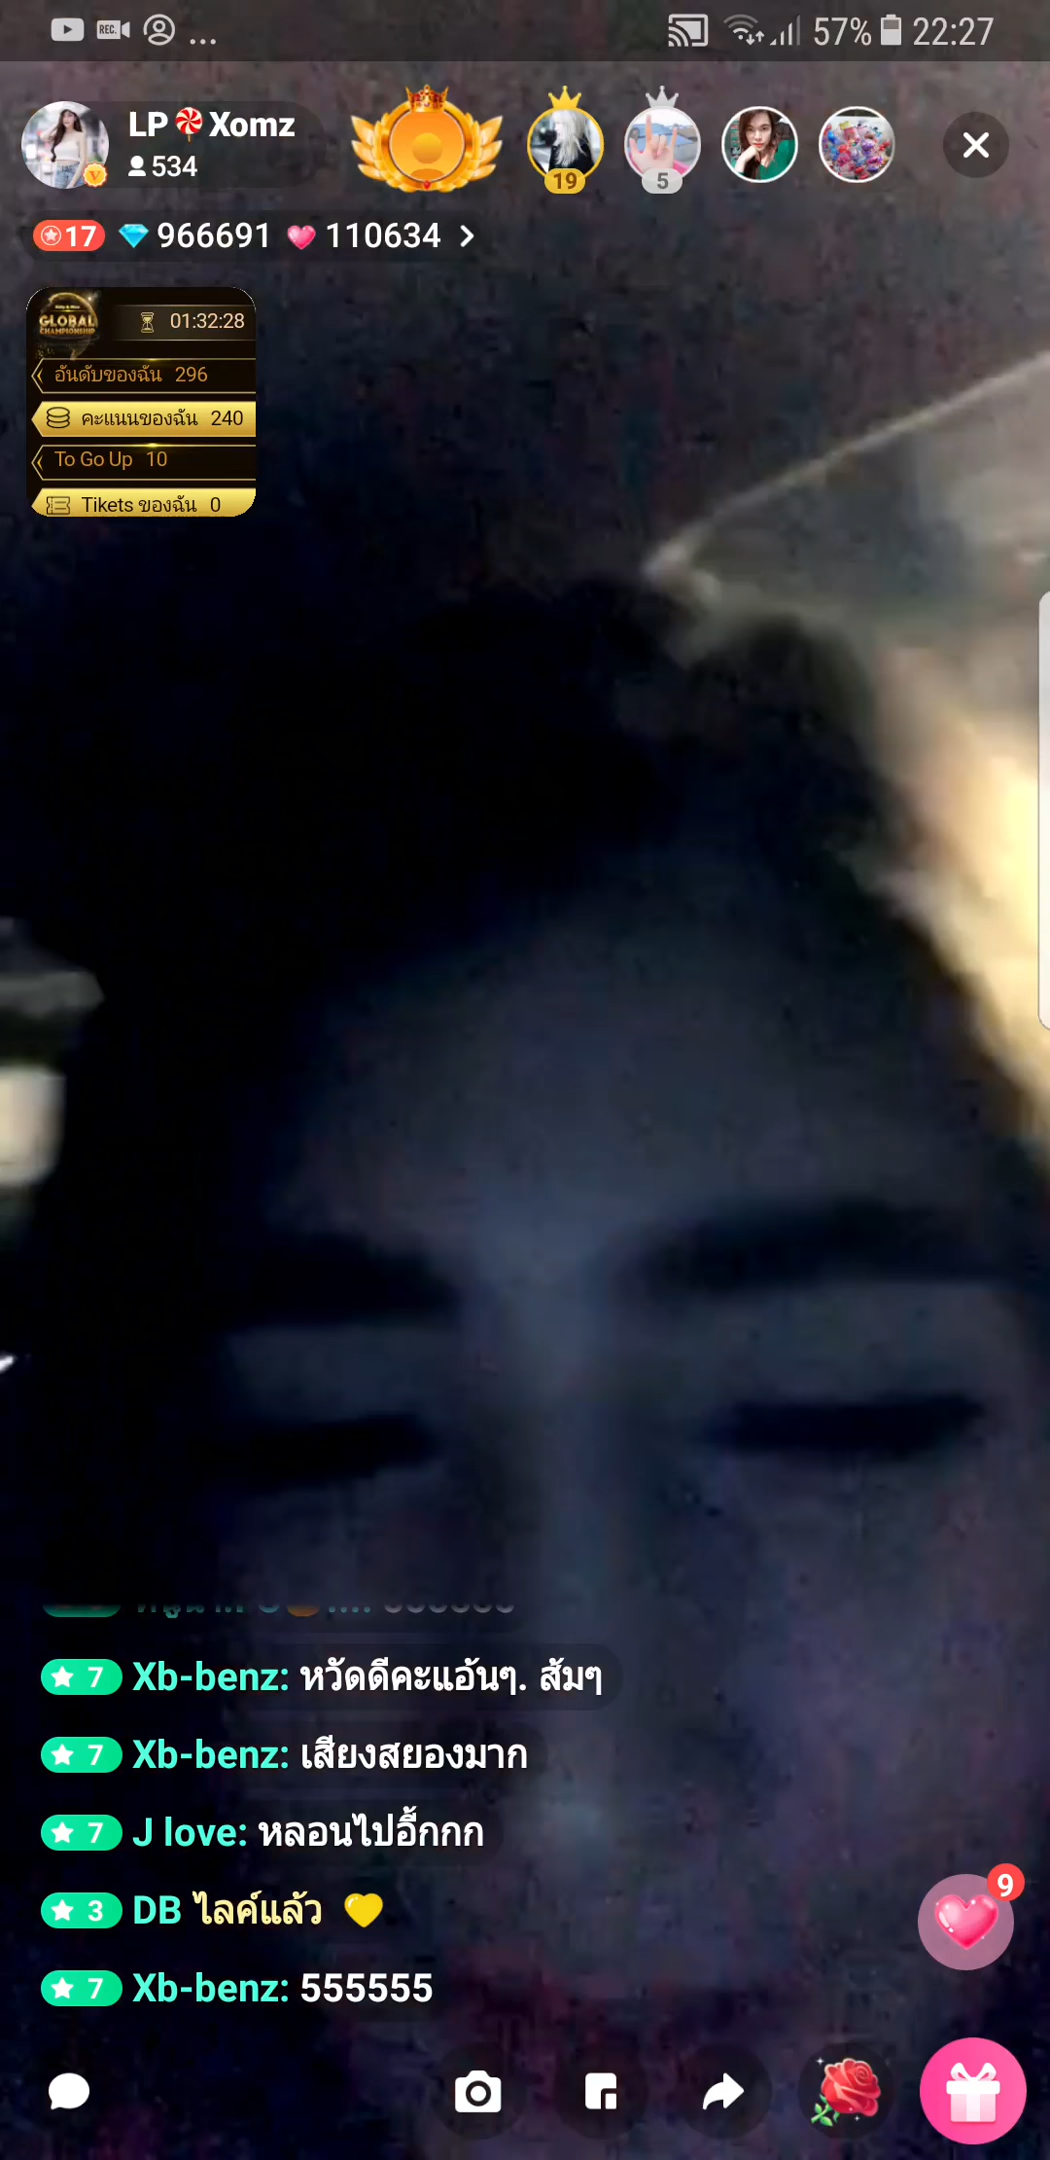 REC. ... 57% 22:27
LP Xomz
534
19
5
17 966691 110634
GLOBAL
CHAMPIONSHIP
01:32:28
อันดับของฉัน 296
คะแนนของฉัน 240
To Go Up 10
Tikets ของฉัน 0
7 Xb-benz: หวัดดีคะแอ้นๆ. ส้มๆ
7 Xb-benz: เสียงสยองมาก
7 J love: หลอนไปอี้กกก
3 DB ไลค์แล้ว
9
7 Xb-benz: 555555